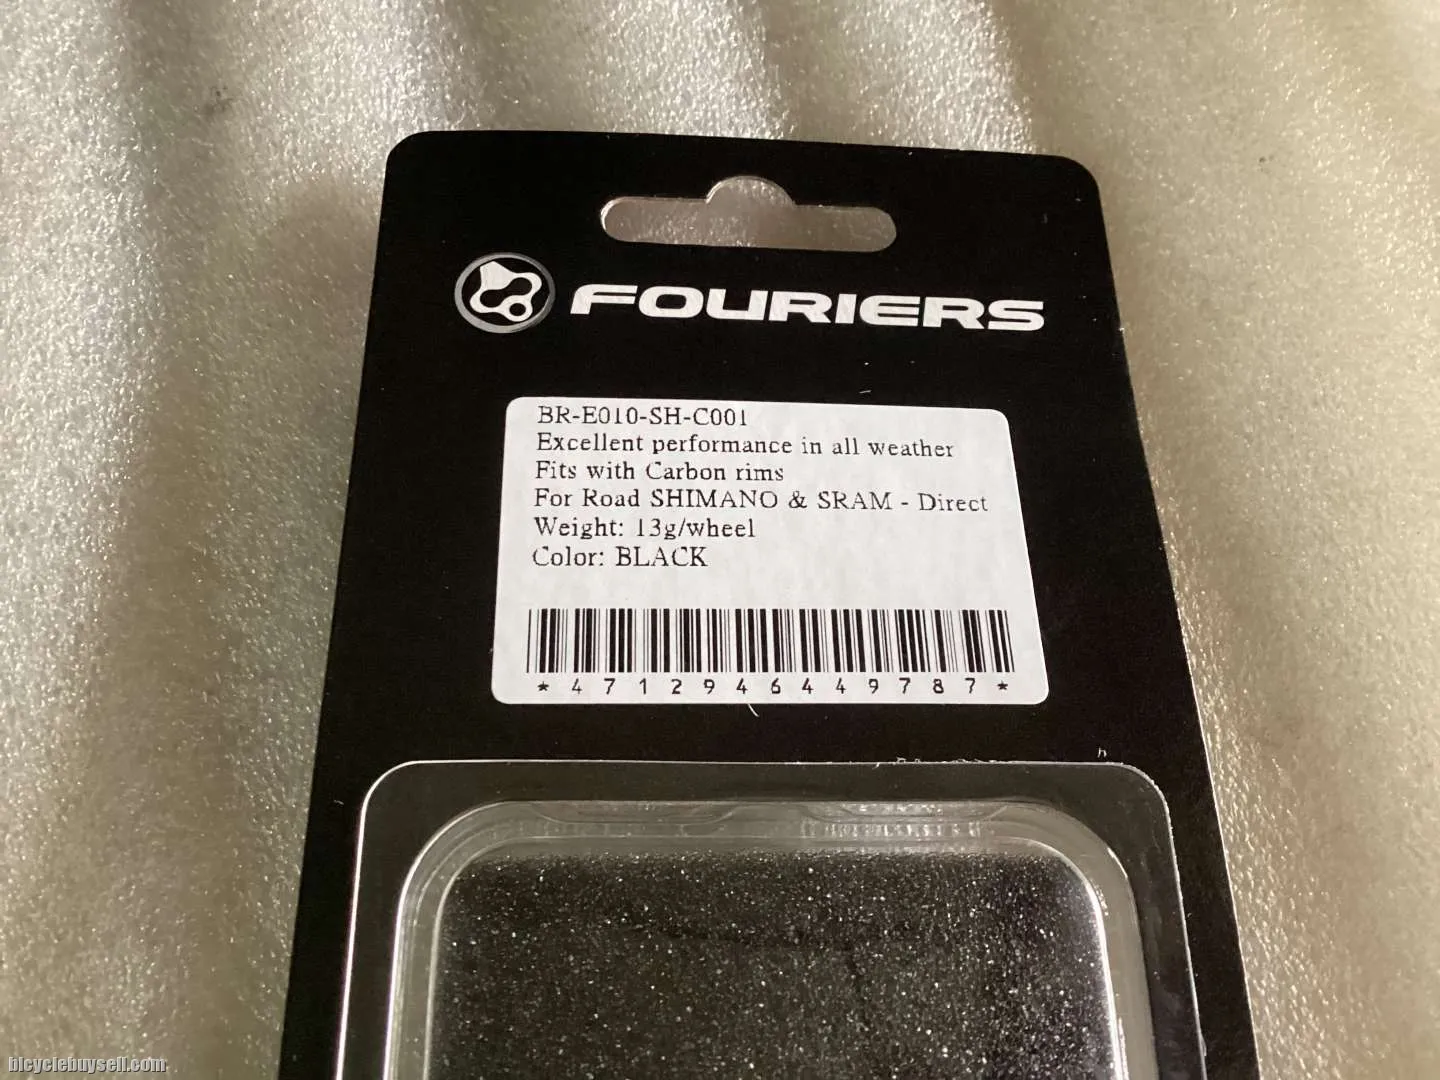 FOURIERS
BR-E010-SH-C001
Excellent performance in all weather
Fits with Carbon rims
For Road SHIMANO & SRAM - Direct
Weight: 13g/wheel
Color: BLACK
* 4 7 1 2 9 4 6 4 4 9 7 8 7 *
bicyclebuysell.com